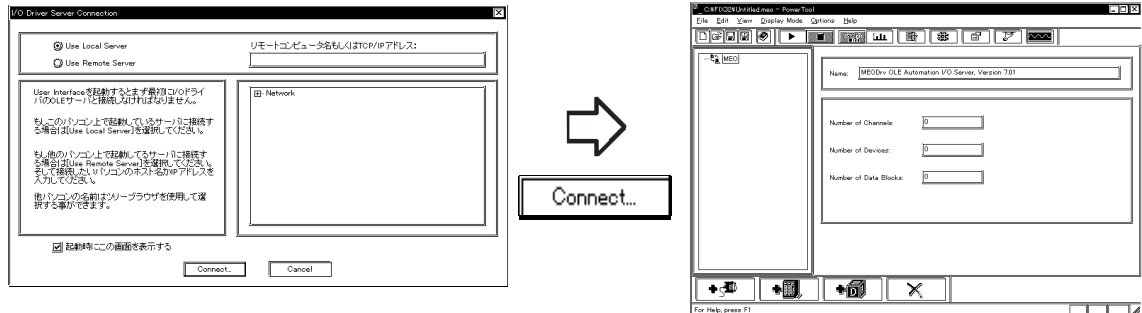 I/O Driver Server Connection
Use Local Server
Use Remote Server
リモートコンピュータ名もしくはTCP/IPアドレス:
User Interfaceを起動するとまず最初にI/Oドライ
バのOLEサーバと接続しなければなりません。
もしこのパソコン上で起動しているサーバに接続す
る場合は[Use Local Server]を選択してください。
もし他のパソコン上で起動してるサーバに接続す
る場合は[Use Remote Server]を選択してください。
そして接続したいパソコンのホスト名かIPアドレスを
入力してください。
他パソコンの名前はツリーブラウザを使用して選
択する事ができます。
Network
起動時にこの画面を表示する
Connect...
Cancel
Connect...
C:¥FIX32¥Untitled.meo - PowerTool
File Edit View Display Mode Options Help
MEO
Name: MEODrv OLE Automation I/O Server, Version 7.01
Number of Channels: 0
Number of Devices: 0
Number of Data Blocks: 0
D
For Help, press F1